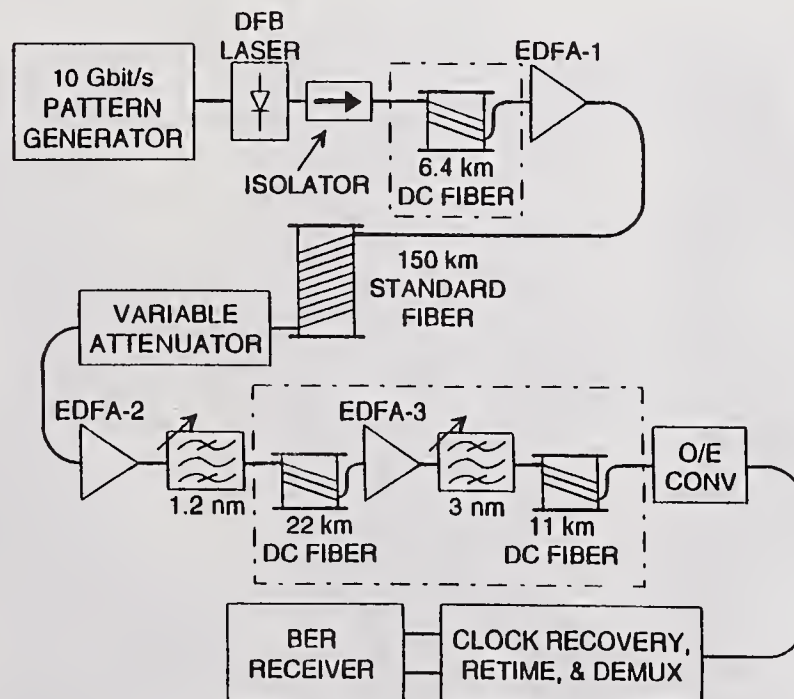 DFB
LASER
EDFA-1
10 Gbit/s
PATTERN
GENERATOR
ISOLATOR
6.4 km
DC FIBER
150 km
STANDARD
FIBER
VARIABLE
ATTENUATOR
EDFA-2
EDFA-3
O/E
CONV
1.2 nm
22 km
DC FIBER
3 nm
11 km
DC FIBER
BER
RECEIVER
CLOCK RECOVERY,
RETIME, & DEMUX